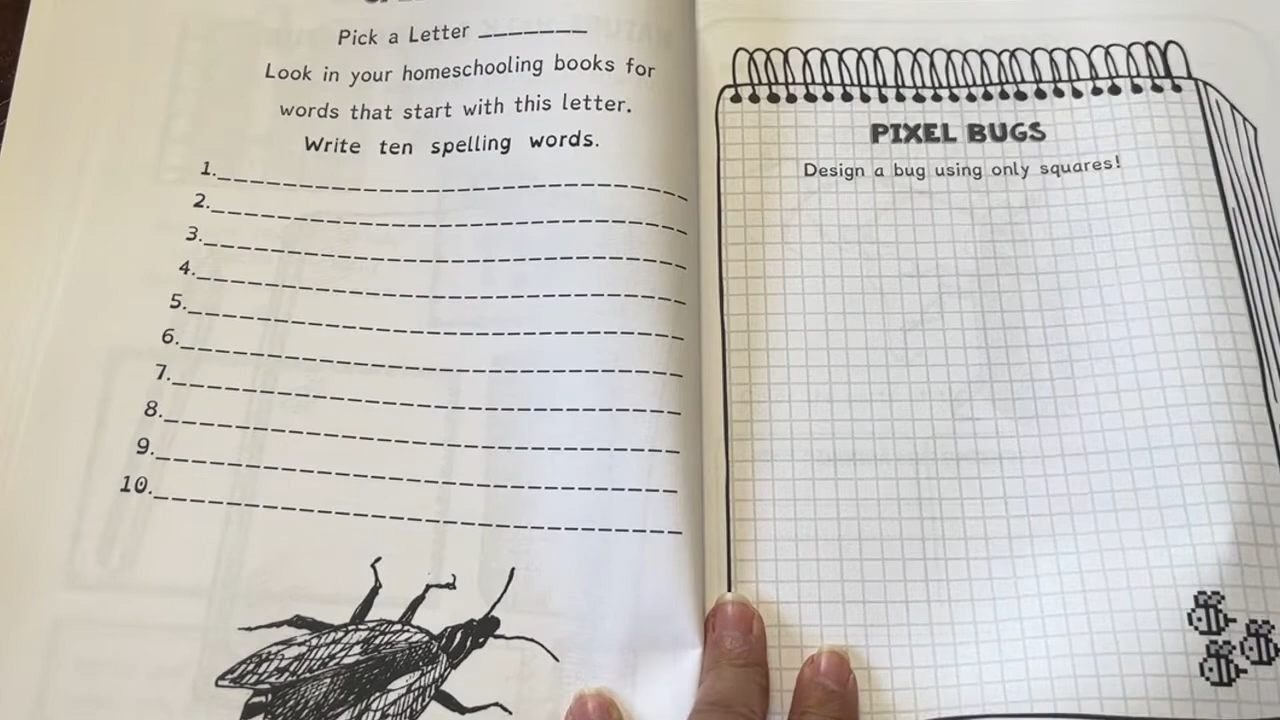 Pick a Letter _______
Look in your homeschooling books for
words that start with this letter.
Write ten spelling words.
1.
2.
3.
4.
5.
6.
7.
8.
9.
10.
PIXEL BUGS
Design a bug using only squares!